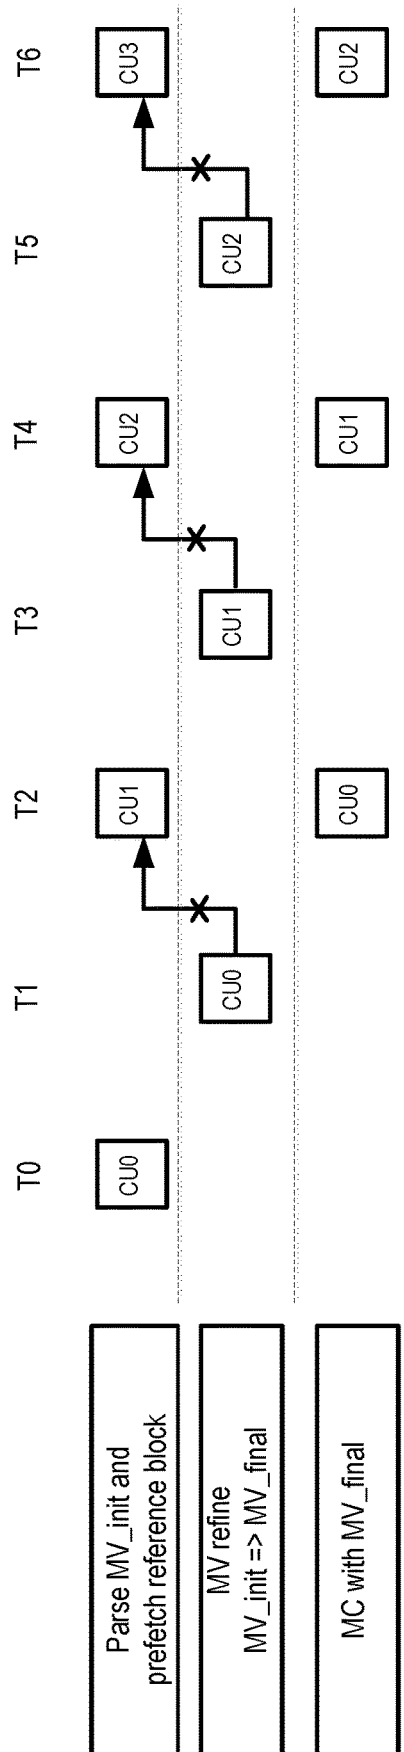 T0 T1 T2 T3 T4 T5 T6
Parse MV_init and
prefetch reference block
CU0 CU1 CU2 CU3
MV refine
MV_init => MV_final
CU0 CU1 CU2
MC with MV_final
CU0 CU1 CU2